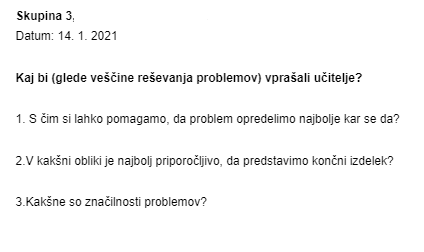 Skupina 3,
Datum: 14. 1. 2021
Kaj bi (glede veščine reševanja problemov) vprašali učitelje?
1. S čim si lahko pomagamo, da problem opredelimo najbolje kar se da?
2.V kakšni obliki je najbolj priporočljivo, da predstavimo končni izdelek?
3.Kakšne so značilnosti problemov?